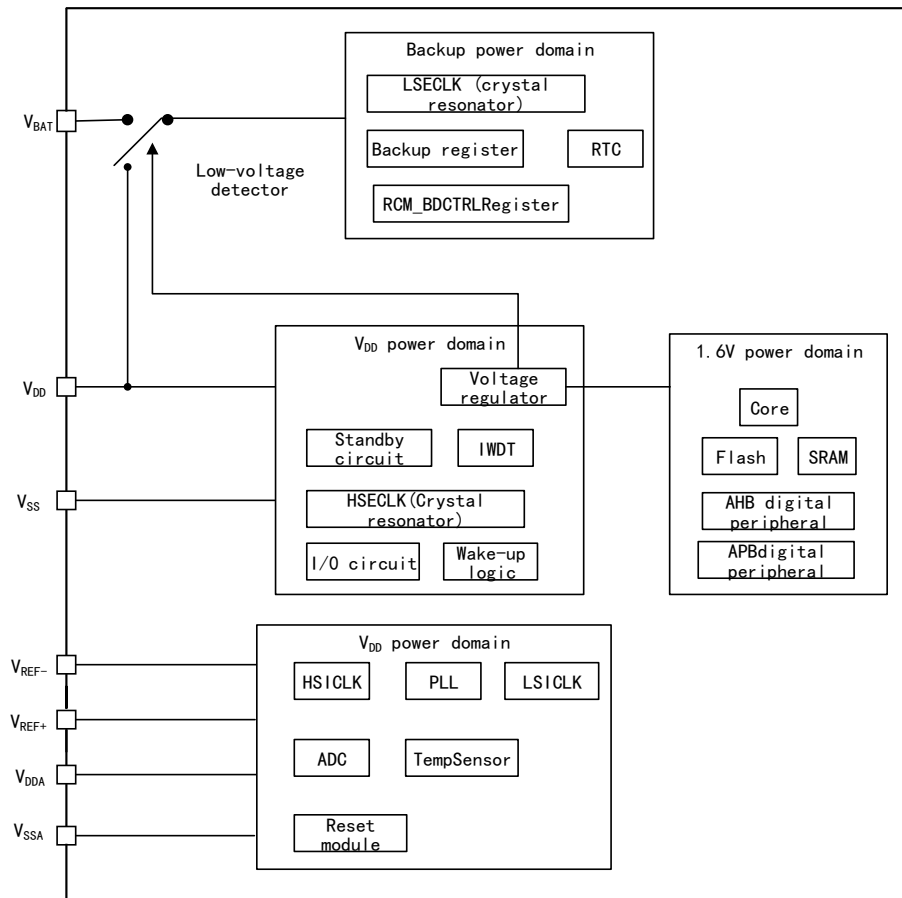 Backup power domain
LSECLK (crystal
resonator)
VBAT
Backup register
RTC
Low-voltage
detector
RCM_BDCTRLRegister
VDD power domain
1.6V power domain
VDD
Voltage
regulator
Core
Standby
circuit
IWDT
Flash
SRAM
VSS
HSECLK(Crystal
resonator)
AHB digital
peripheral
I/O circuit
Wake-up
logic
APBdigital
peripheral
VDD power domain
VREF-
HSICLK
PLL
LSICLK
VREF+
ADC
TempSensor
VDDA
VSSA
Reset
module